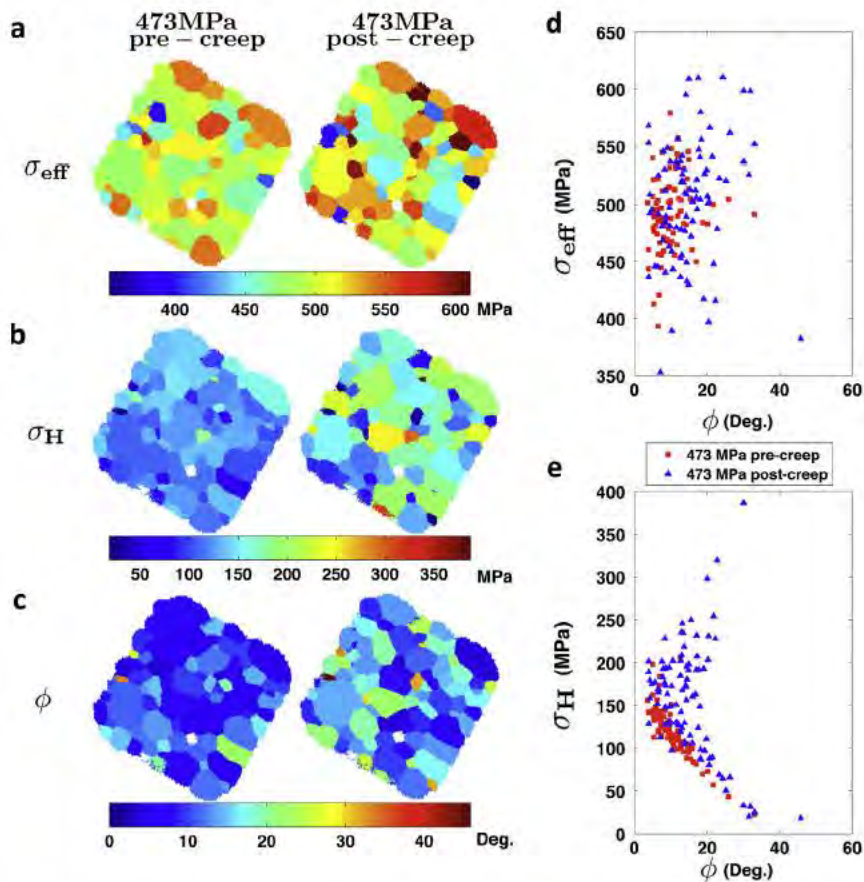 a
473MPa
pre – creep
473MPa
post – creep
σeff
400 450 500 550 600 MPa
b
σH
50 100 150 200 250 300 350 MPa
c
ϕ
0 10 20 30 40 Deg.
d
650
600
550
500
450
400
350
σeff (MPa)
0 20 40 60
ϕ (Deg.)
473 MPa pre-creep
473 MPa post-creep
e
400
350
300
250
200
150
100
50
0
σH (MPa)
0 20 40 60
ϕ (Deg.)